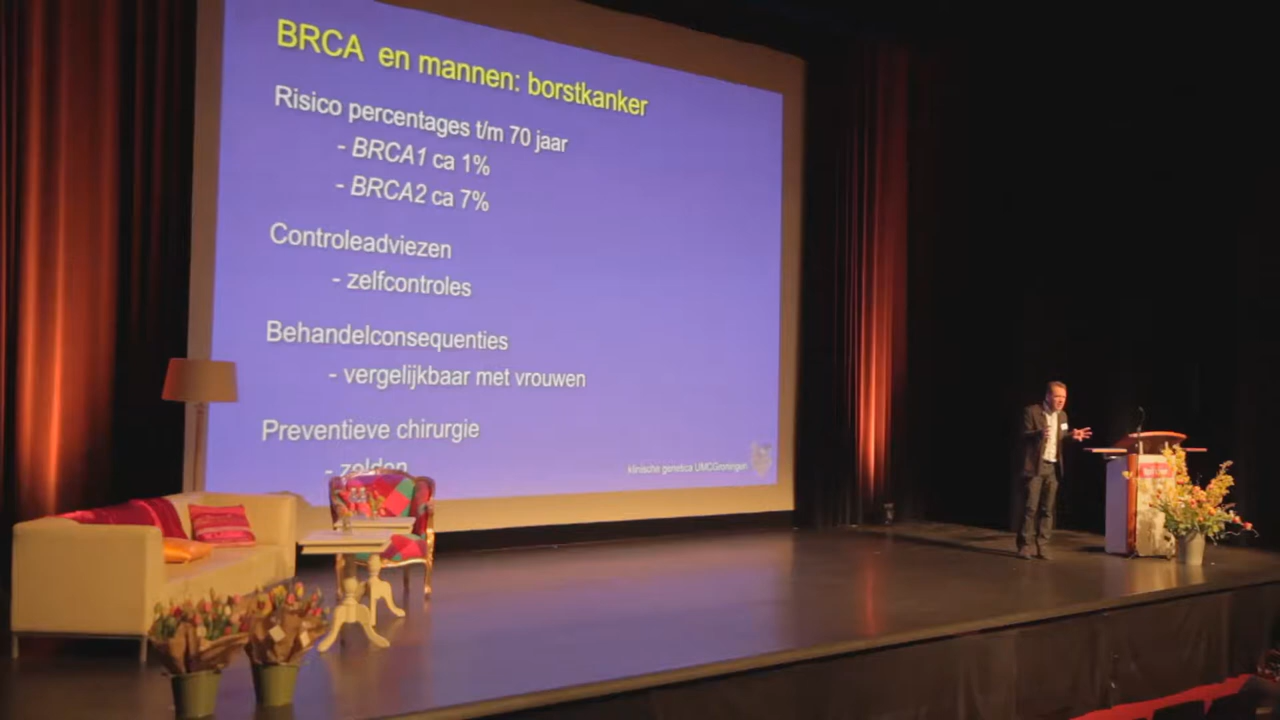 BRCA en mannen: borstkanker
Risico percentages t/m 70 jaar
- BRCA1 ca 1%
- BRCA2 ca 7%
Controleadviezen
- zelfcontroles
Behandelconsequenties
- vergelijkbaar met vrouwen
Preventieve chirurgie
- zelden
klinische genetica UMCGroningen